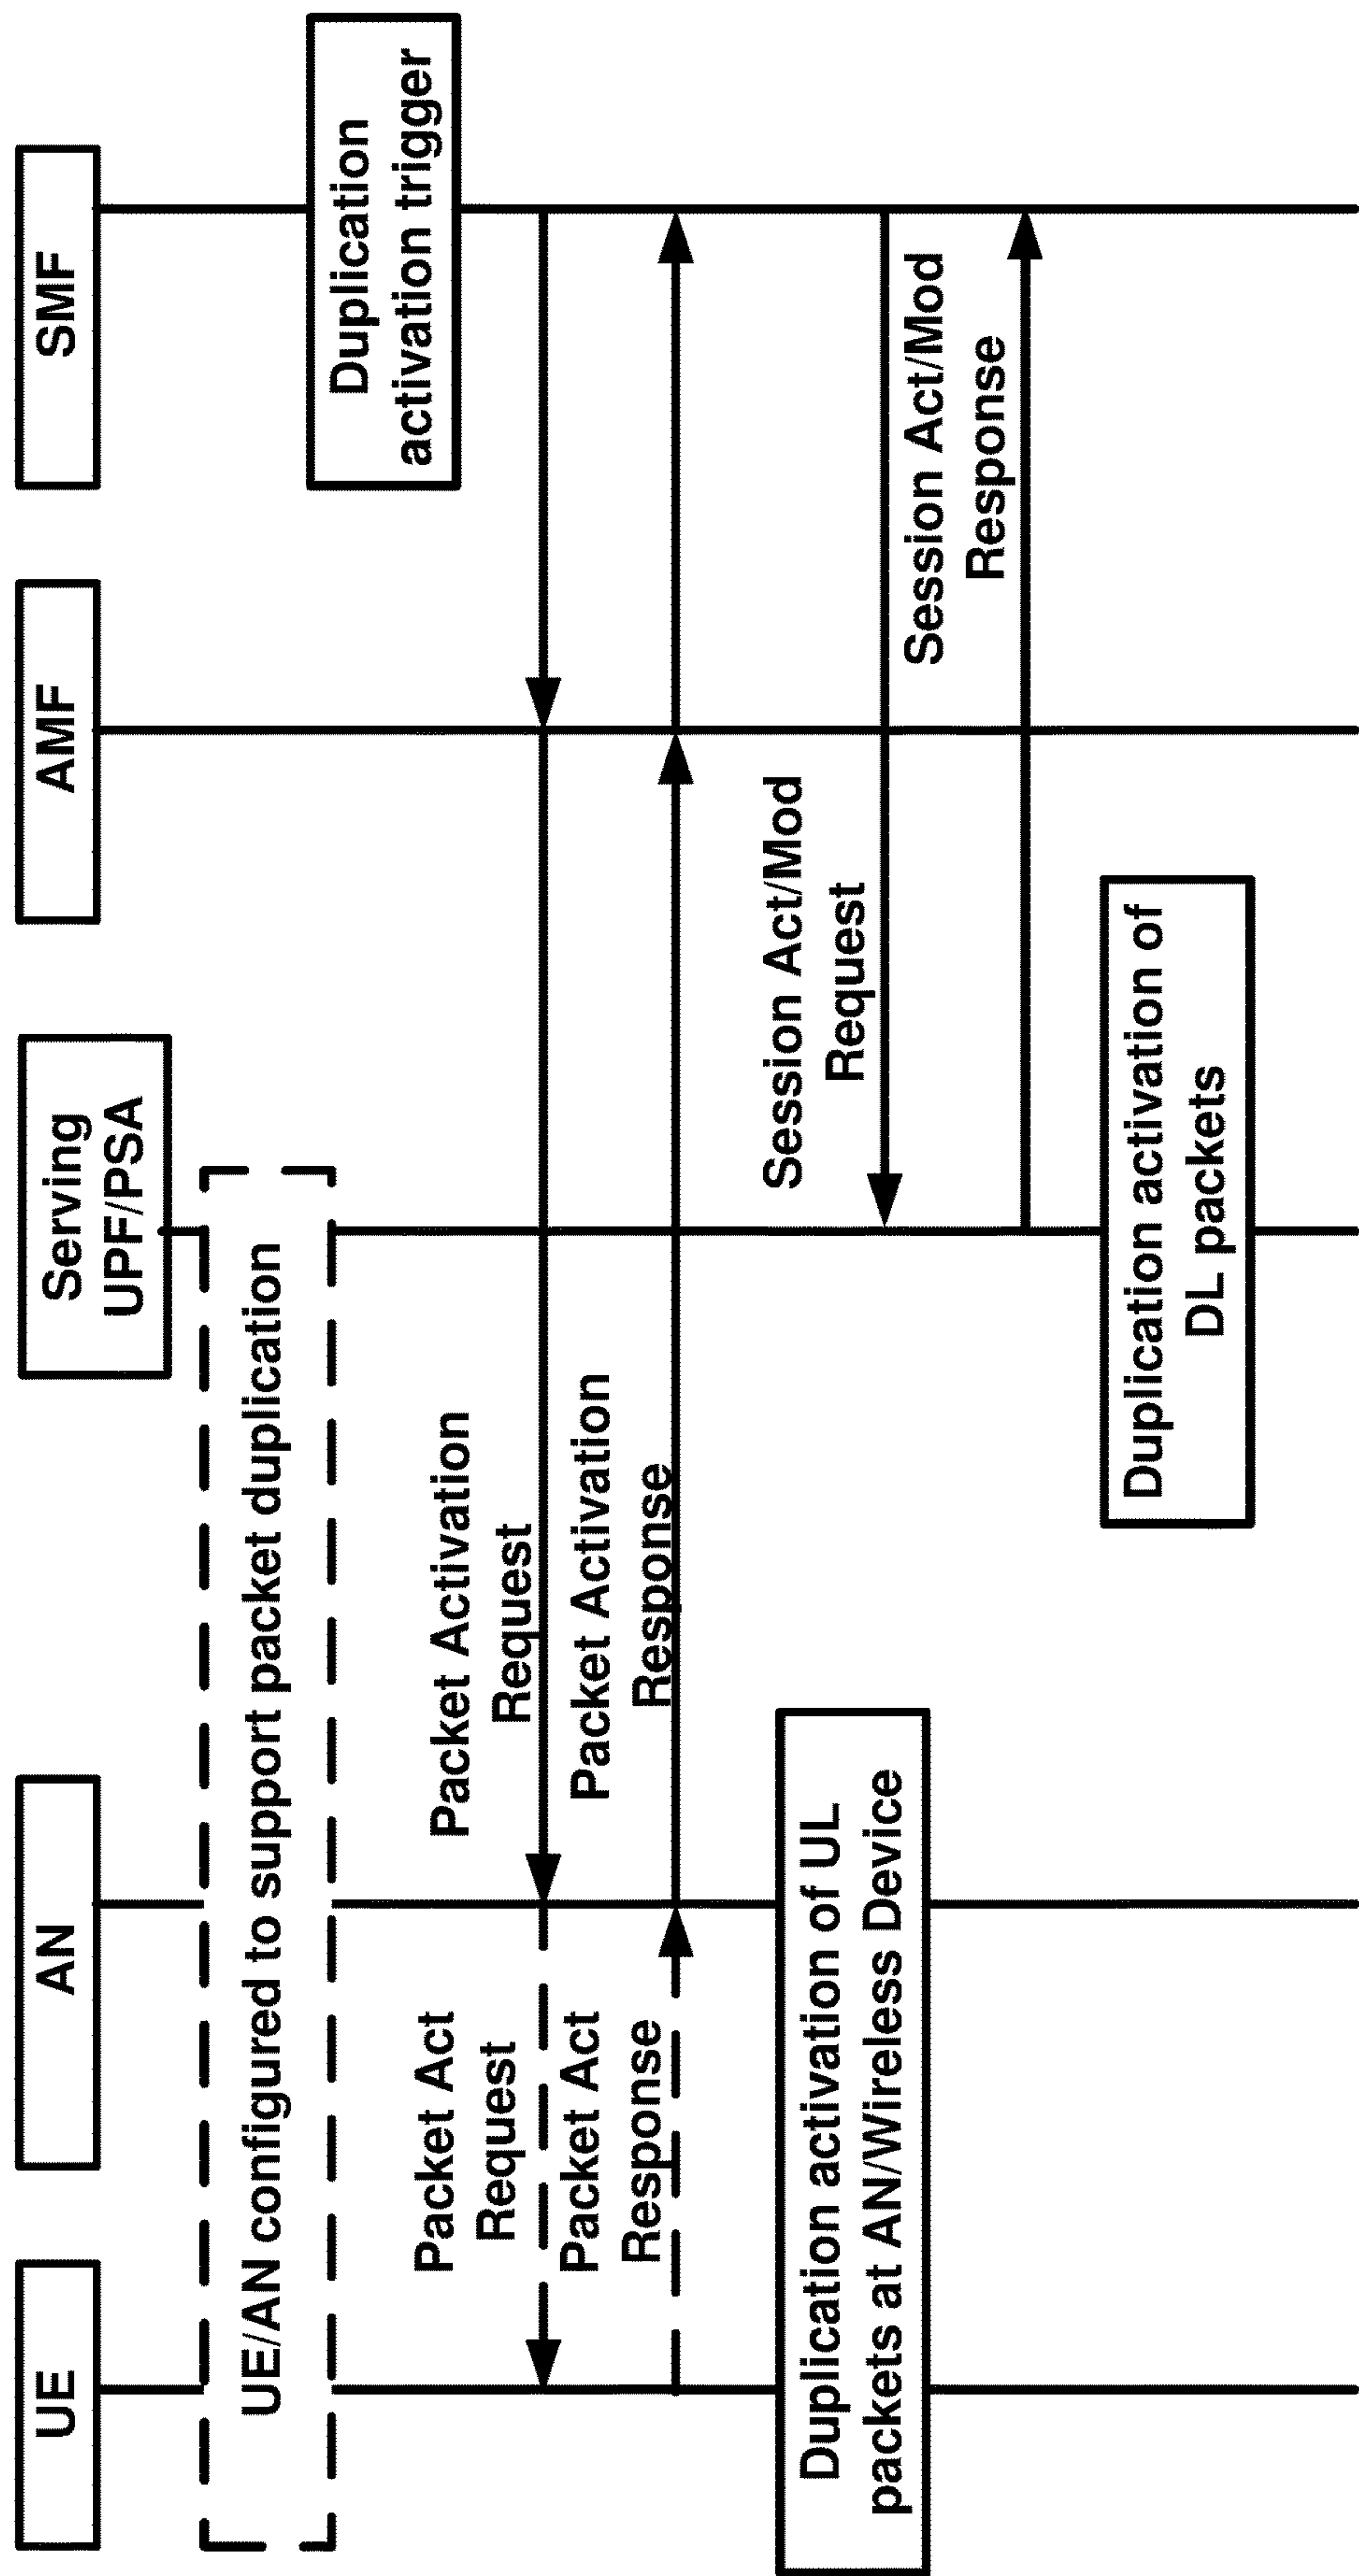 UE
AN
Serving
UPF/PSA
AMF
SMF
UE/AN configured to support packet duplication
Duplication
activation trigger
Packet Act
Request
Packet Activation
Request
Packet Act
Response
Packet Activation
Response
Duplication activation of UL
packets at AN/Wireless Device
Session Act/Mod
Request
Session Act/Mod
Response
Duplication activation of
DL packets